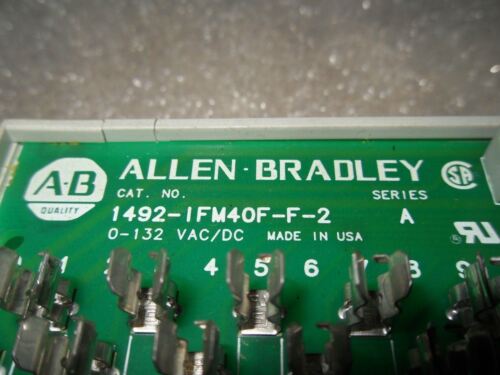 A-B
QUALITY
ALLEN-BRADLEY
CAT. NO. SERIES
1492-IFM40F-F-2 A
0-132 VAC/DC MADE IN USA
4 5 6 8 9